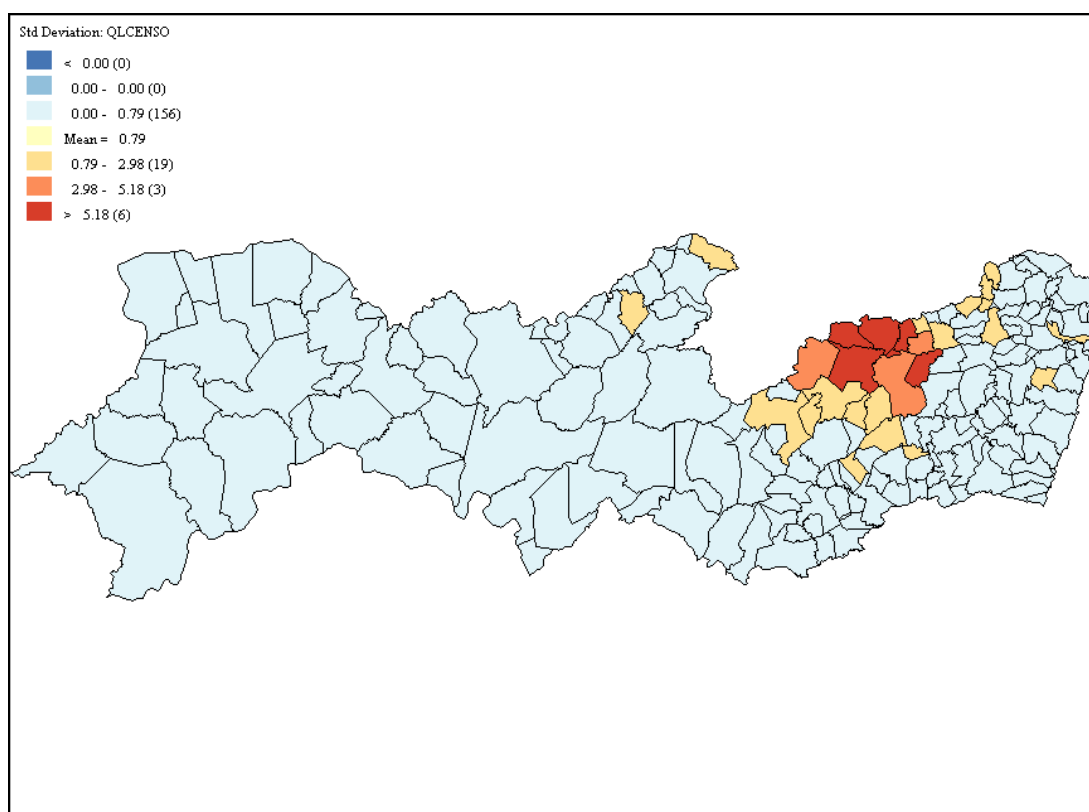 Std Deviation: QLCENSO
< 0.00 (0)
0.00 - 0.00 (0)
0.00 - 0.79 (156)
Mean = 0.79
0.79 - 2.98 (19)
2.98 - 5.18 (3)
> 5.18 (6)